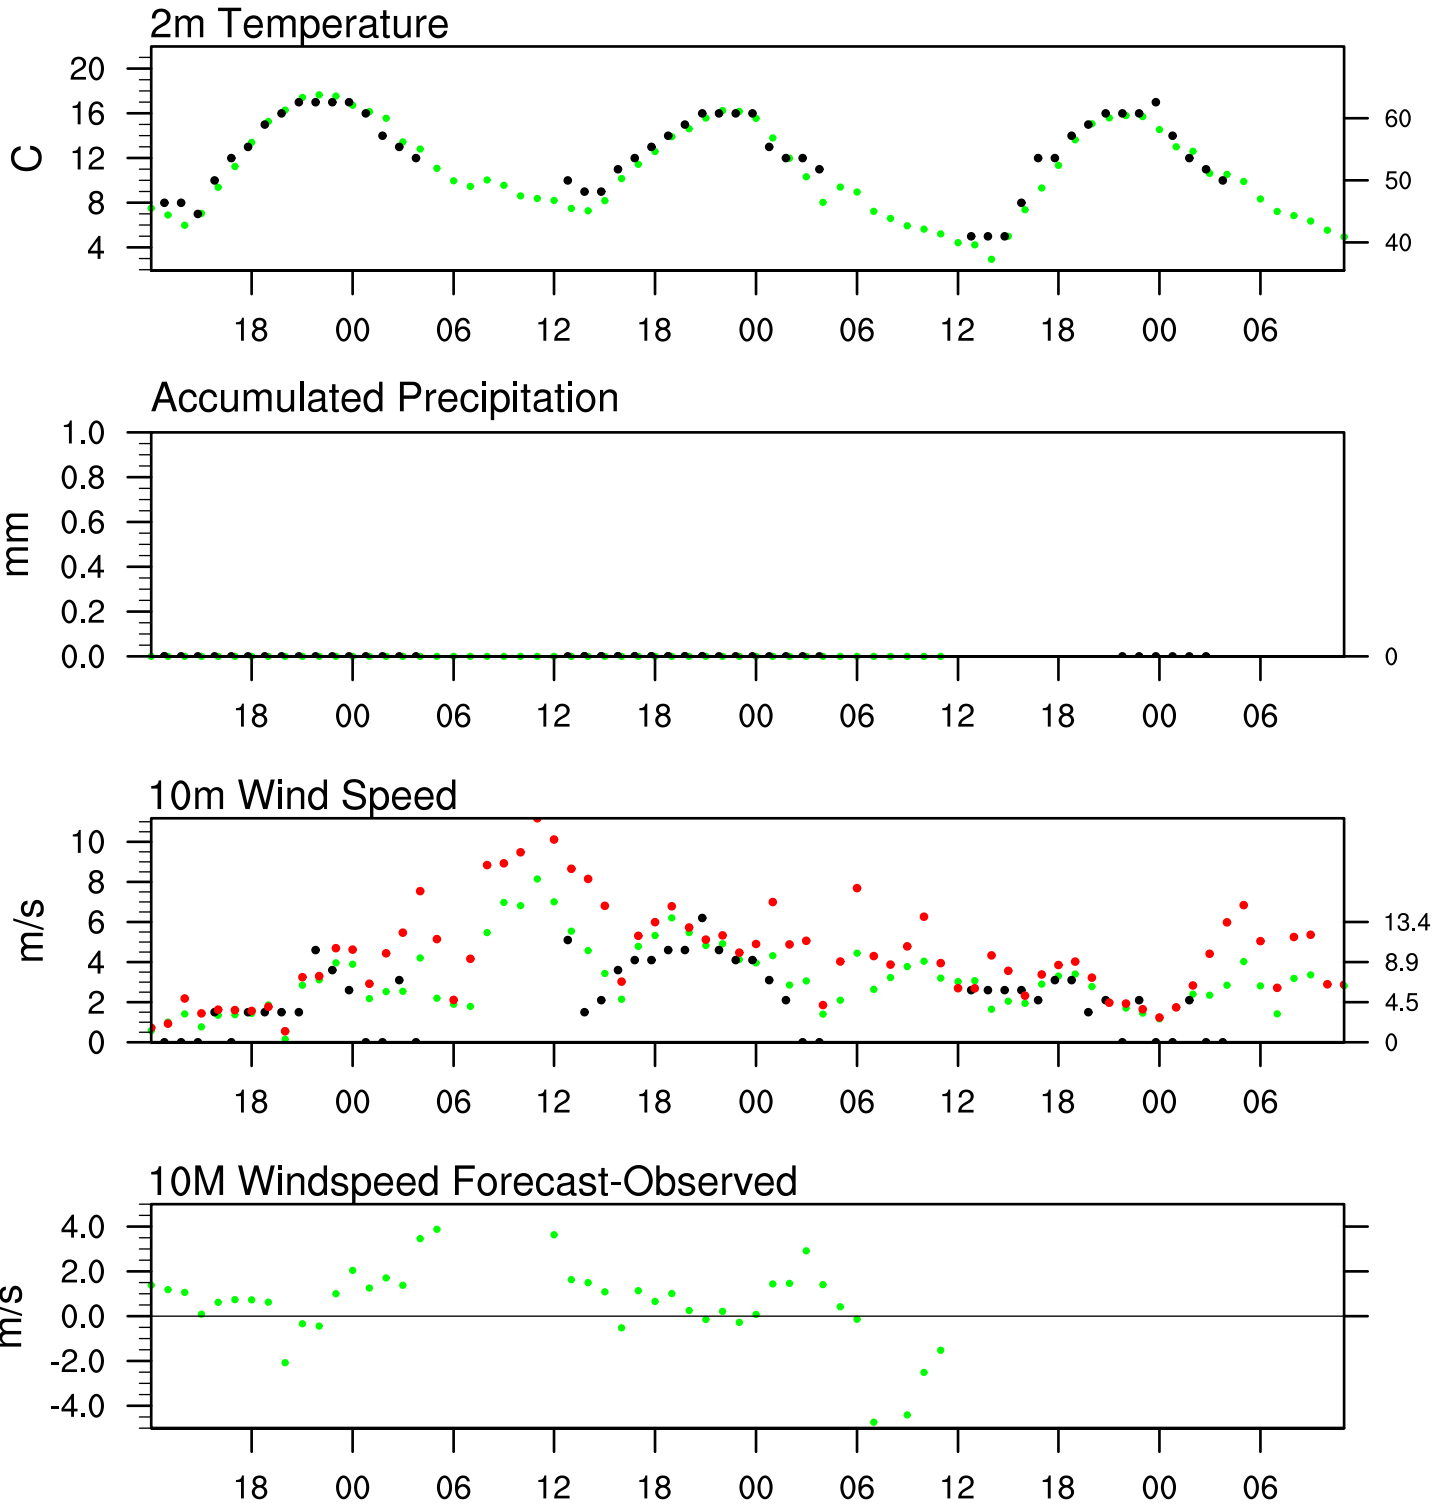 2m Temperature
20
16
12
8
4
C
60
50
40
18 00 06 12 18 00 06 12 18 00 06
Accumulated Precipitation
1.0
0.8
0.6
0.4
0.2
0.0
mm
0
18 00 06 12 18 00 06 12 18 00 06
10m Wind Speed
10
8
6
4
2
0
m/s
13.4
8.9
4.5
0
18 00 06 12 18 00 06 12 18 00 06
10M Windspeed Forecast-Observed
4.0
2.0
0.0
-2.0
-4.0
m/s
18 00 06 12 18 00 06 12 18 00 06